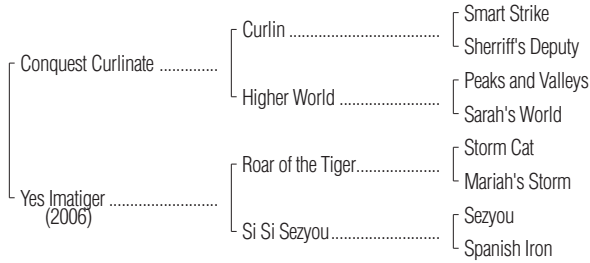 Smart Strike
Curlin ..................................
Sherriff's Deputy
Conquest Curlinate .............
Peaks and Valleys
Higher World .......................
Sarah's World
Storm Cat
Roar of the Tiger...................
Mariah's Storm
Yes Imatiger ........................
(2006)
Sezyou
Si Si Sezyou.........................
Spanish Iron